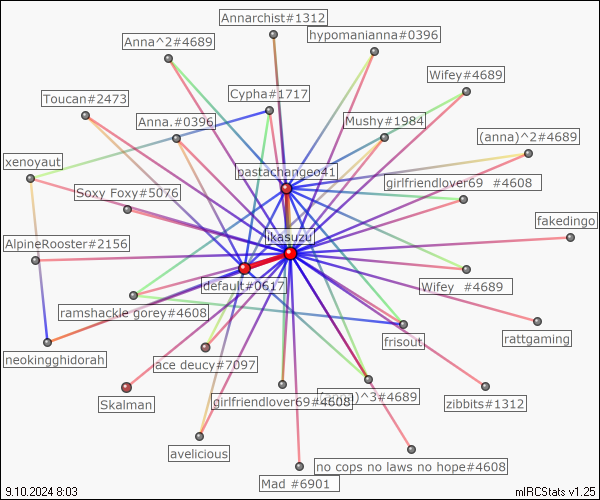 Annarchist#1312
hypomanianna#0396
Anna^2#4689
Wifey#4689
Cypha#1717
Toucan#2473
Anna.#0396
Mushy#1984
(anna)^2#4689
xenoyaut
pastachangeo41
girlfriendlover69 #4608
Soxy Foxy#5076
fakedingo
ikasuzu
AlpineRooster#2156
default#0617
Wifey #4689
ramshackle gorey#4608
rattgaming
frisout
neokingghidorah
ace deucy#7097
girlfriendlover69#4608
)^3#4689
Skalman
zibbits#1312
avelicious
no cops no laws no hope#4608
Mad #6901
9.10.2024 8:03
mIRCStats v1.25